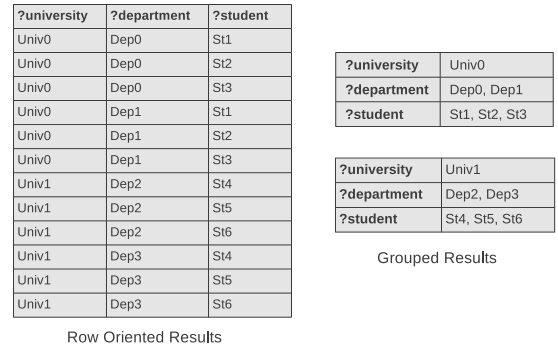 ?university ?department ?student
Univ0 Dep0 St1
Univ0 Dep0 St2
Univ0 Dep0 St3
Univ0 Dep1 St1
Univ0 Dep1 St2
Univ0 Dep1 St3
Univ1 Dep2 St4
Univ1 Dep2 St5
Univ1 Dep2 St6
Univ1 Dep3 St4
Univ1 Dep3 St5
Univ1 Dep3 St6
Row Oriented Results
?university Univ0
?department Dep0, Dep1
?student St1, St2, St3
?university Univ1
?department Dep2, Dep3
?student St4, St5, St6
Grouped Results